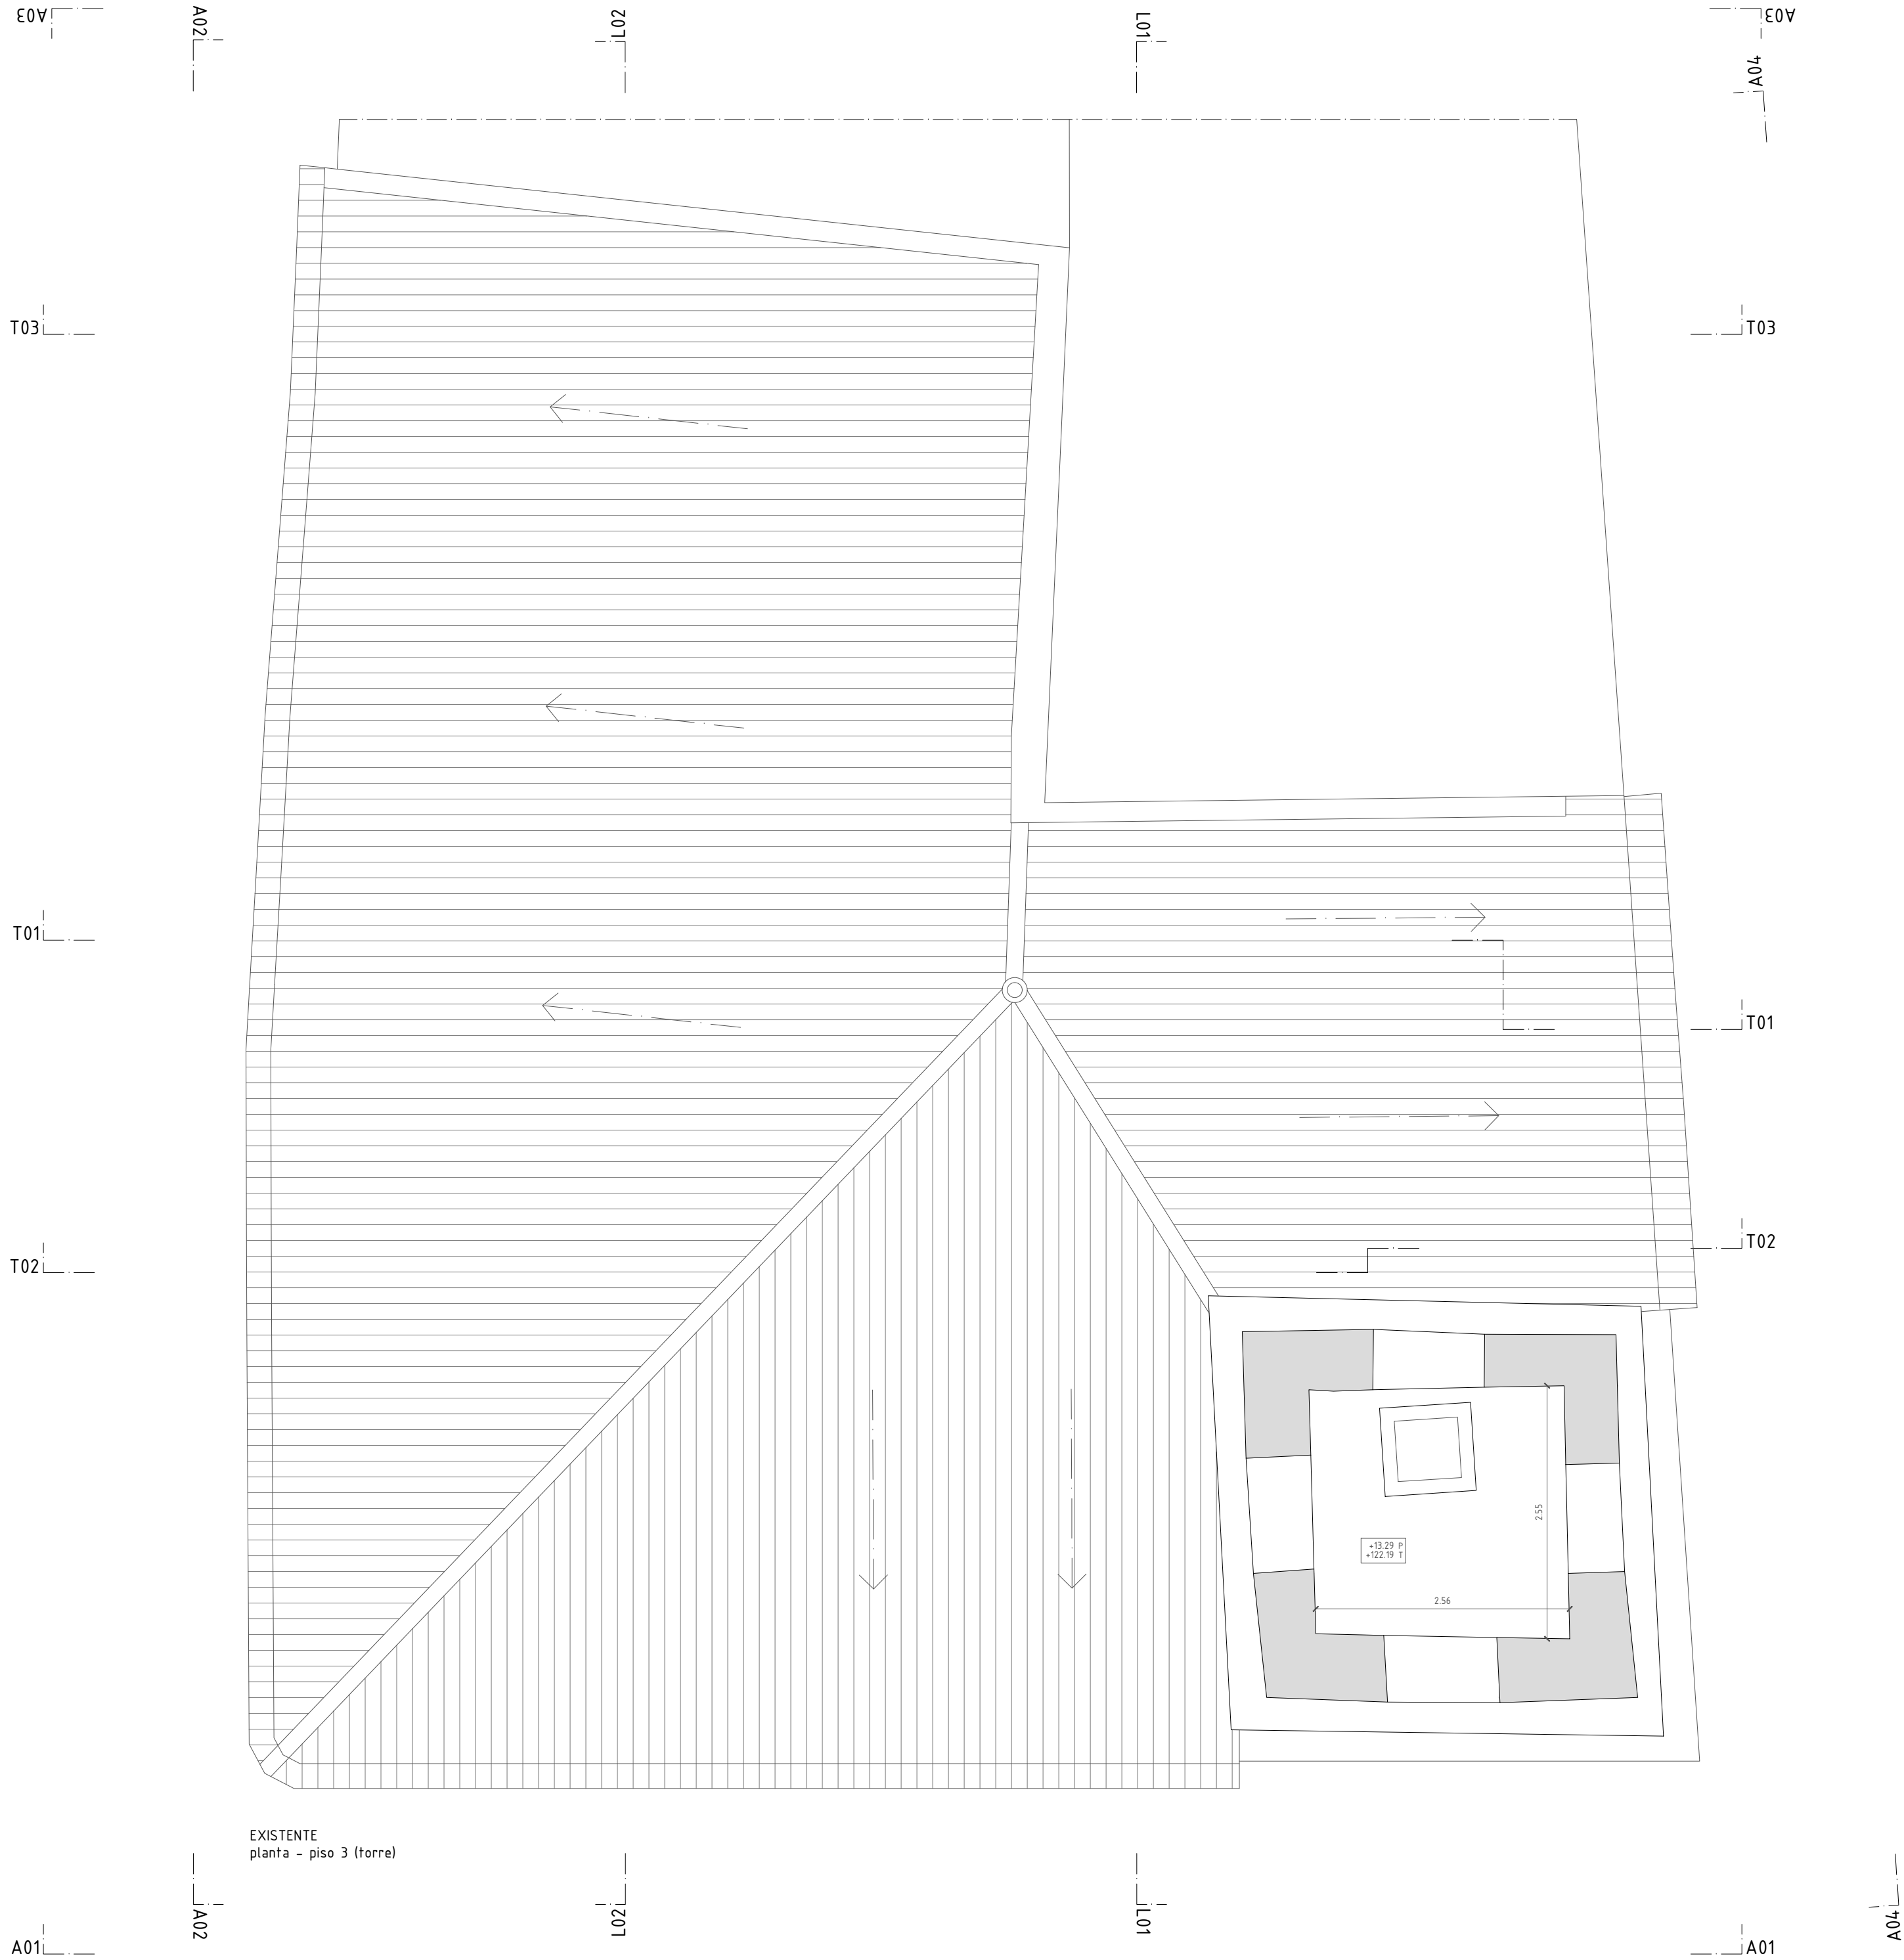 A03
A02
L02
L01
A03
A04
T03
T03
T01
T01
T02
T02
2.55
+13.29 P
+122.19 T
2.56
EXISTENTE
planta - piso 3 (torre)
A02
L02
L01
A04
A01
A01